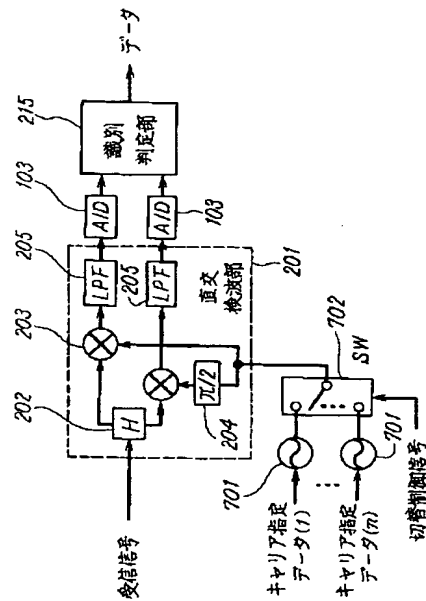 受信信号
202
H
203
205
LPF
103
A/D
215
識別
判定部
データ
205
LPF
103
A/D
π/2
204
直交
検波部
201
キャリア指定
データ(1)
701
キャリア指定
データ(n)
701
SW
702
切替制御信号